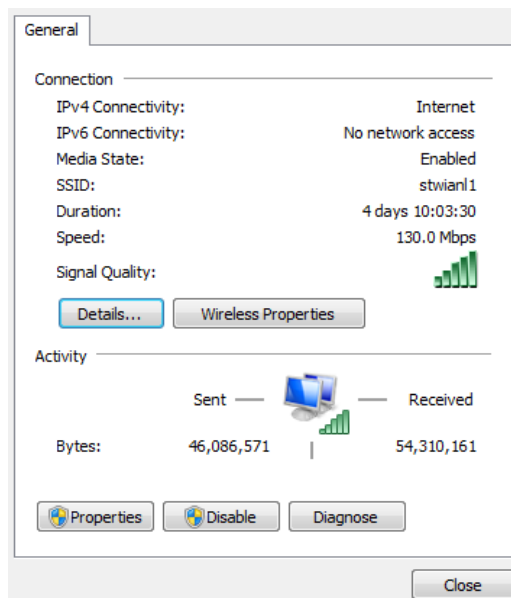 General
Connection
IPv4 Connectivity: Internet
IPv6 Connectivity: No network access
Media State: Enabled
SSID: stwianl1
Duration: 4 days 10:03:30
Speed: 130.0 Mbps
Signal Quality:
Details... Wireless Properties
Activity
Sent Received
Bytes: 46,086,571 54,310,161
Properties Disable Diagnose
Close